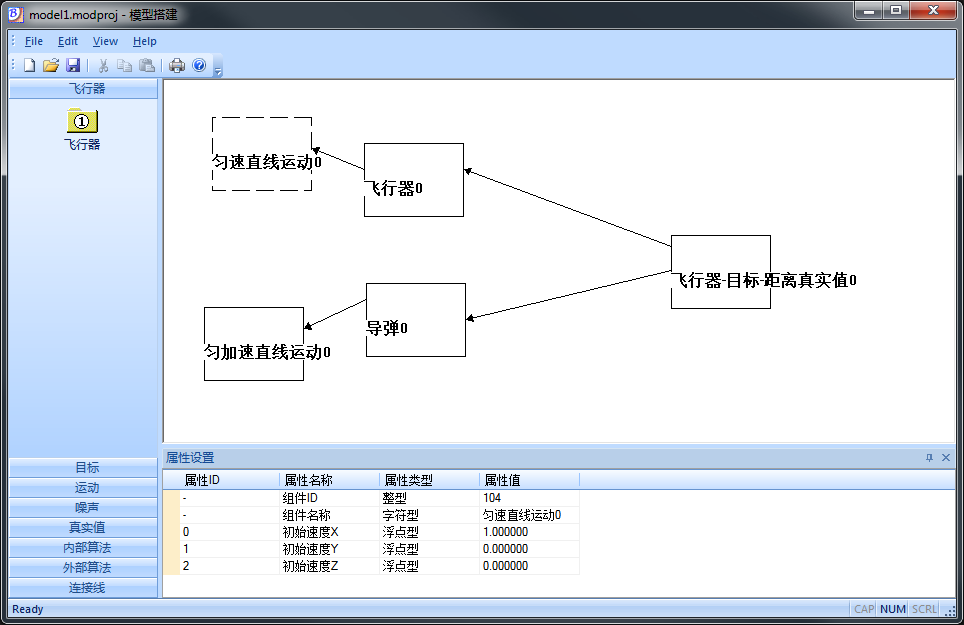 model1.modproj - 模型搭建
File Edit View Help
飞行器
①
飞行器
匀速直线运动0
飞行器0
飞行器-目标-距离真实值0
导弹0
匀加速直线运动0
目标
运动
噪声
真实值
内部算法
外部算法
连接线
属性设置
属性ID 属性名称 属性类型 属性值
- 组件ID 整型 104
- 组件名称 字符型 匀速直线运动0
0 初始速度X 浮点型 1.000000
1 初始速度Y 浮点型 0.000000
2 初始速度Z 浮点型 0.000000
Ready CAP NUM SCRL